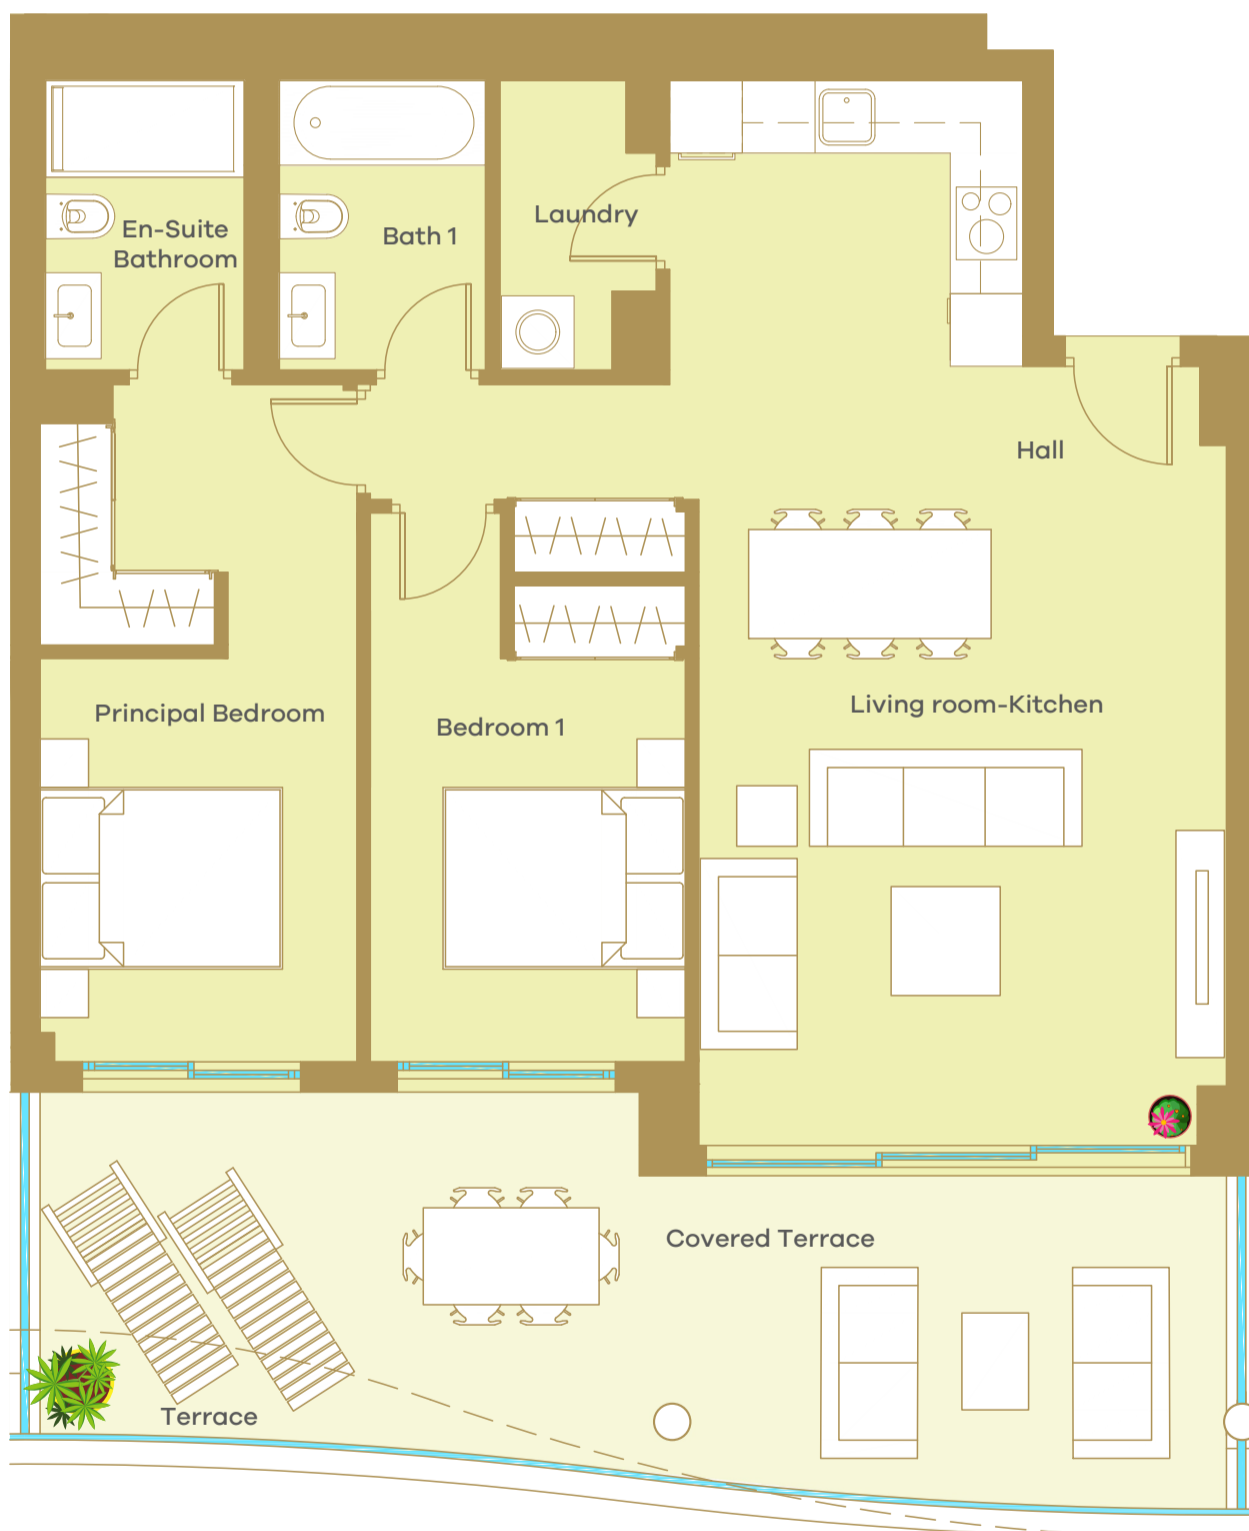 Laundry
En-Suite
Bathroom
Bath 1
Hall
Principal Bedroom
Bedroom 1
Living room-Kitchen
Covered Terrace
Terrace